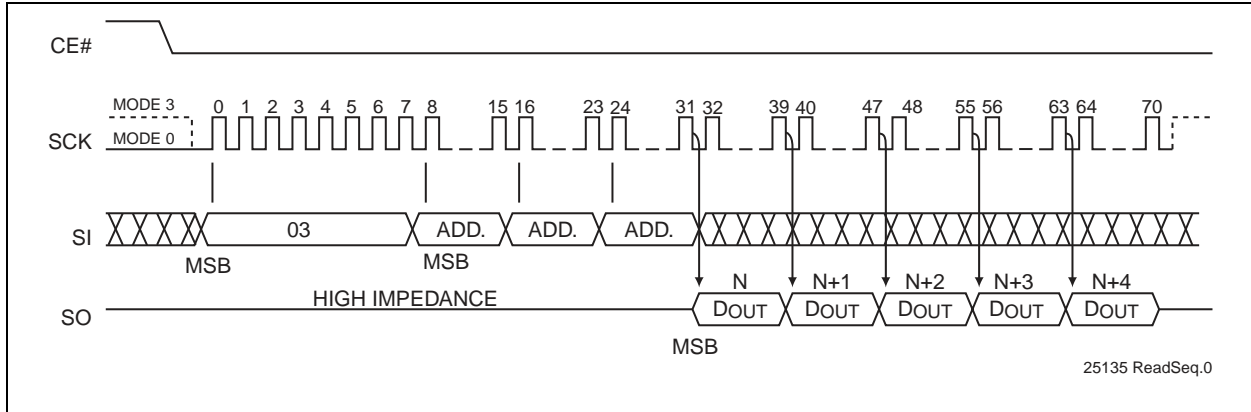 CE#
MODE 3
0 1 2 3 4 5 6 7 8 15 16 23 24 31 32 39 40 47 48 55 56 63 64 70
SCK
MODE 0
SI
03
ADD.
ADD.
ADD.
MSB
MSB
HIGH IMPEDANCE
N
N+1
N+2
N+3
N+4
SO
DOUT
DOUT
DOUT
DOUT
DOUT
MSB
25135 ReadSeq.0